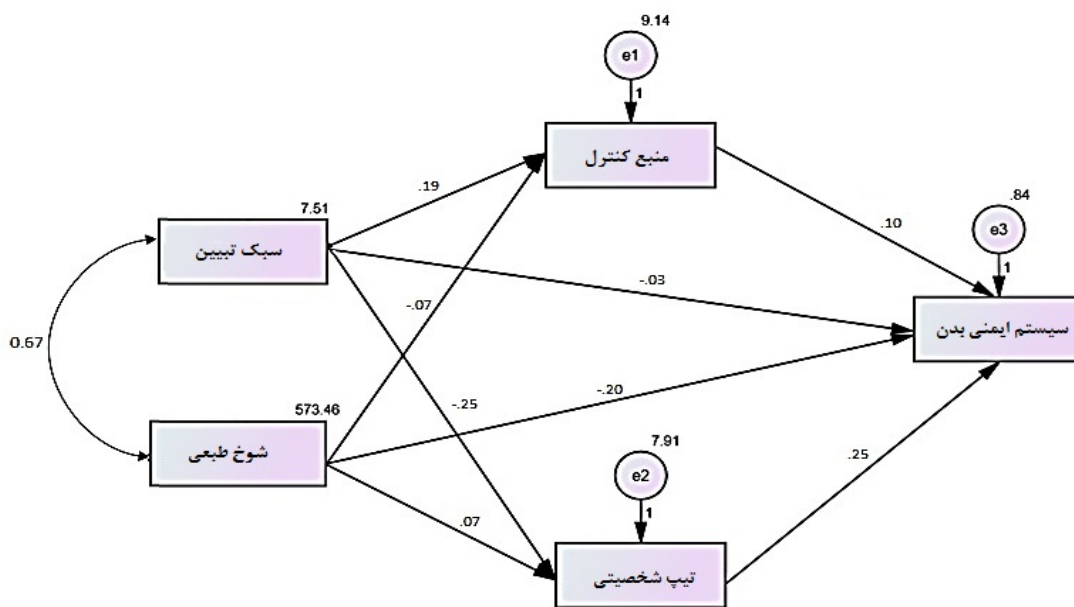 9.14
e1
1
منبع کنترل
.19
7.51
سبک تبیین
.10
.84
e3
1
-.03
-.07
سیستم ایمنی بدن
0.67
-.20
-.25
573.46
شوخ طبعی
7.91
e2
1
.25
.07
تیپ شخصیتی